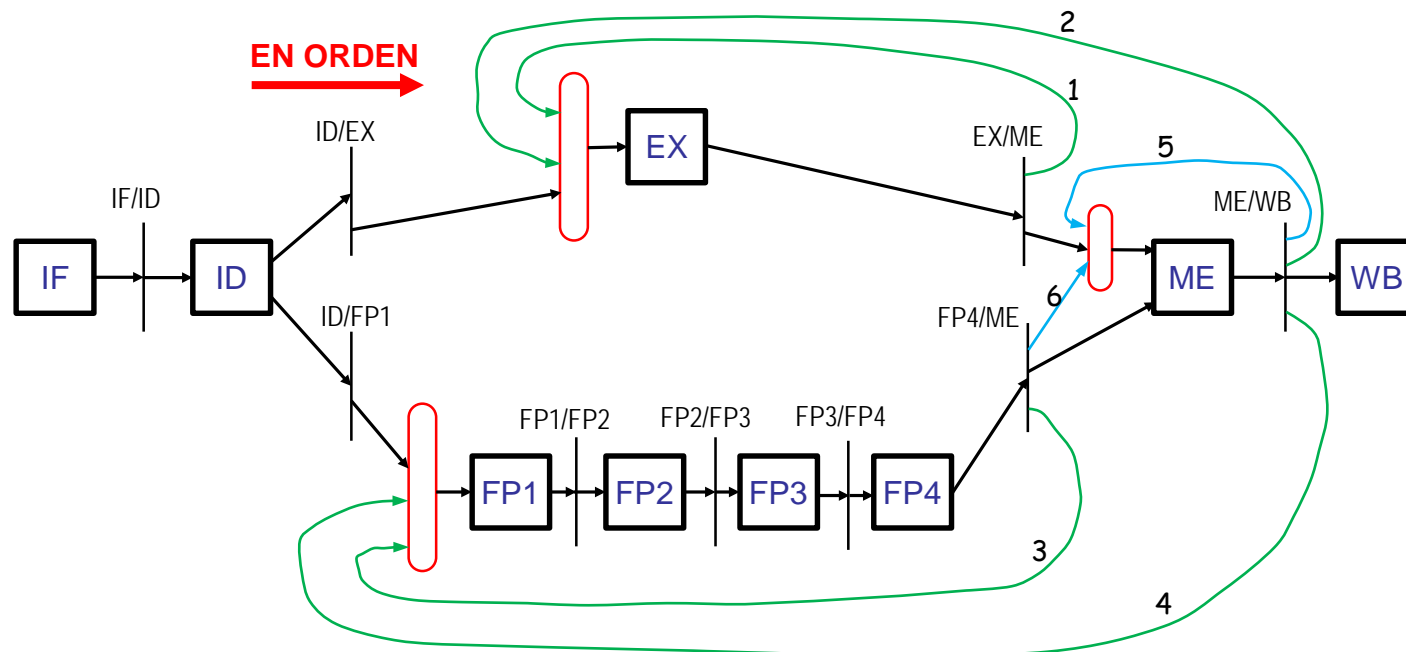 2
EN ORDEN
1
ID/EX
EX
EX/ME
5
IF/ID
ME/WB
IF
ID
ME
WB
6
ID/FP1
FP4/ME
FP1/FP2
FP2/FP3
FP3/FP4
FP1
FP2
FP3
FP4
3
4